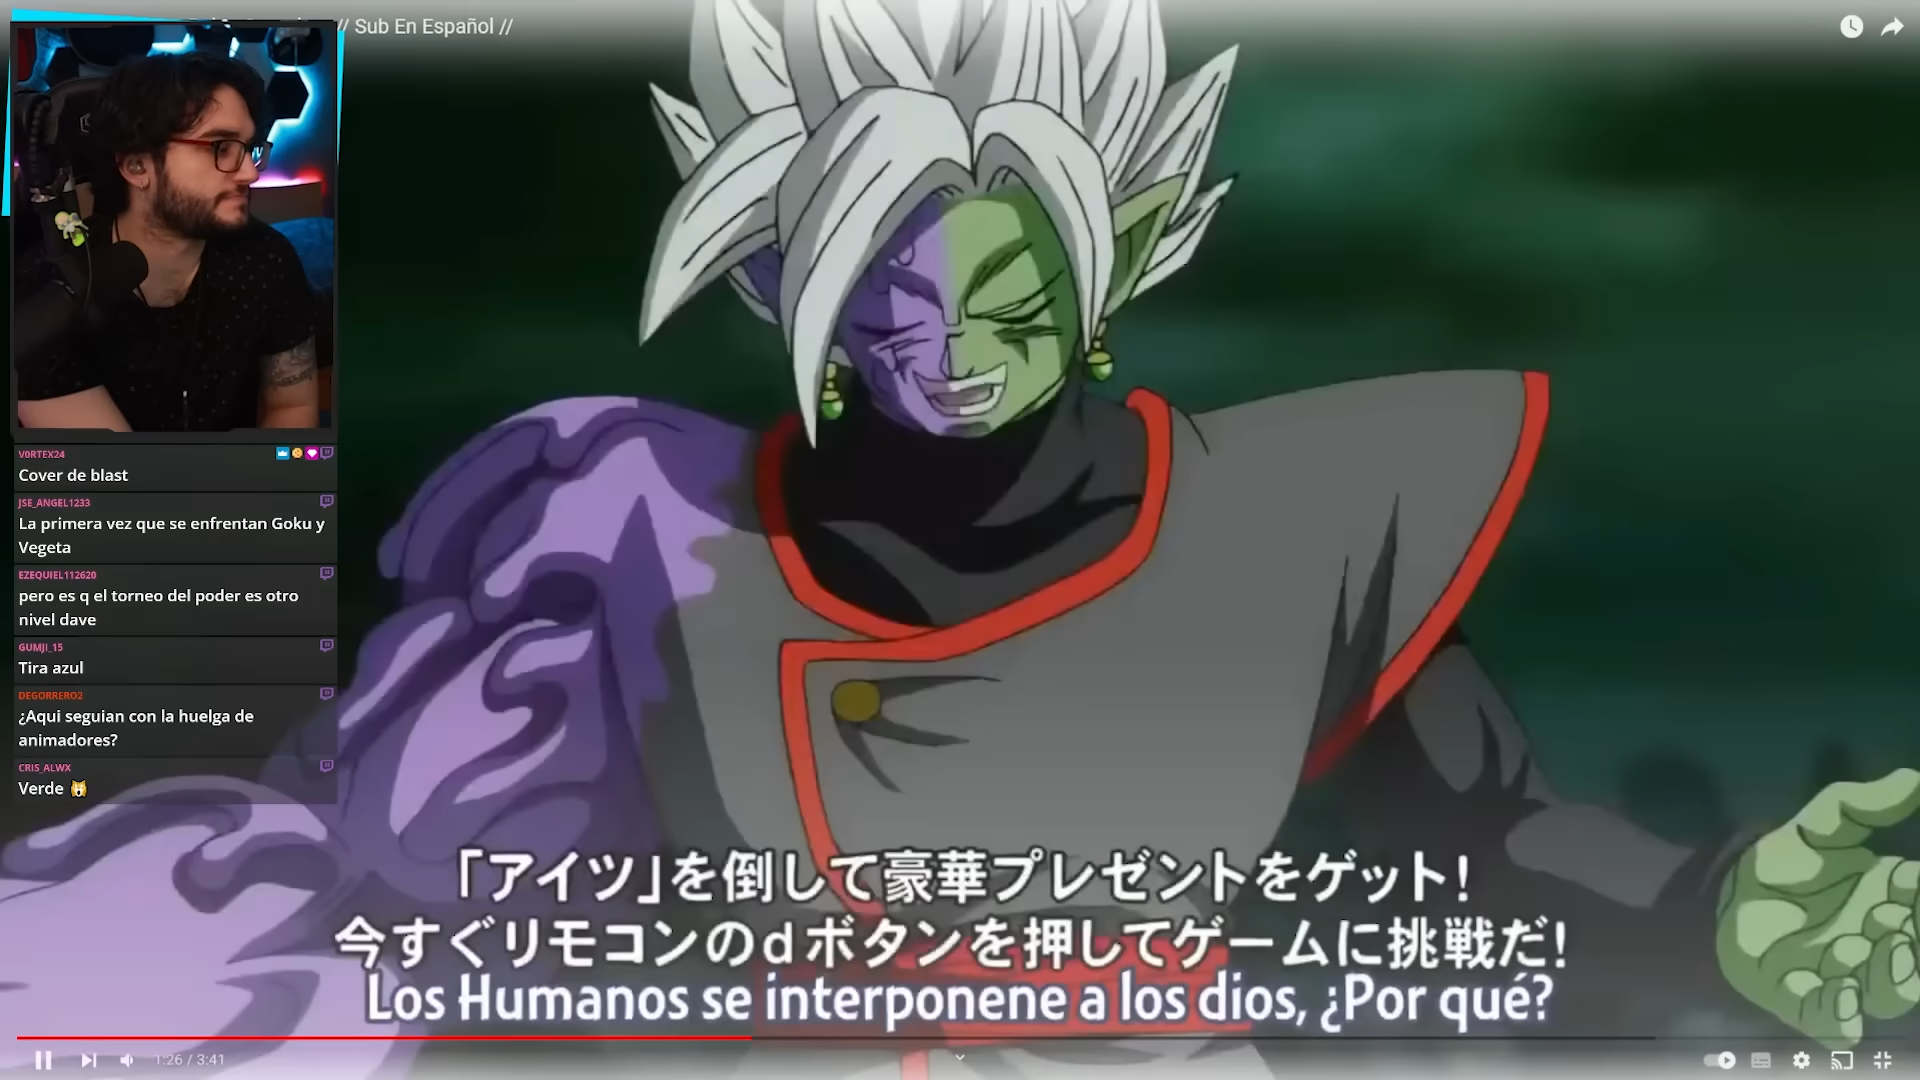 // Sub En Español //
V0RTEX24
Cover de blast
JSE_ANGEL1233
La primera vez que se enfrentan Goku y
Vegeta
EZEQUIEL112620
pero es q el torneo del poder es otro
nivel dave
GUMJI_15
Tira azul
DEGORRERO2
¿Aqui seguian con la huelga de
animadores?
CRIS_ALWX
Verde
「アイツ」を倒して豪華プレゼントをゲット!
今すぐリモコンのdボタンを押してゲームに挑戦だ!
Los Humanos se interponene a los dios, ¿Por qué?
1:26 / 3:41